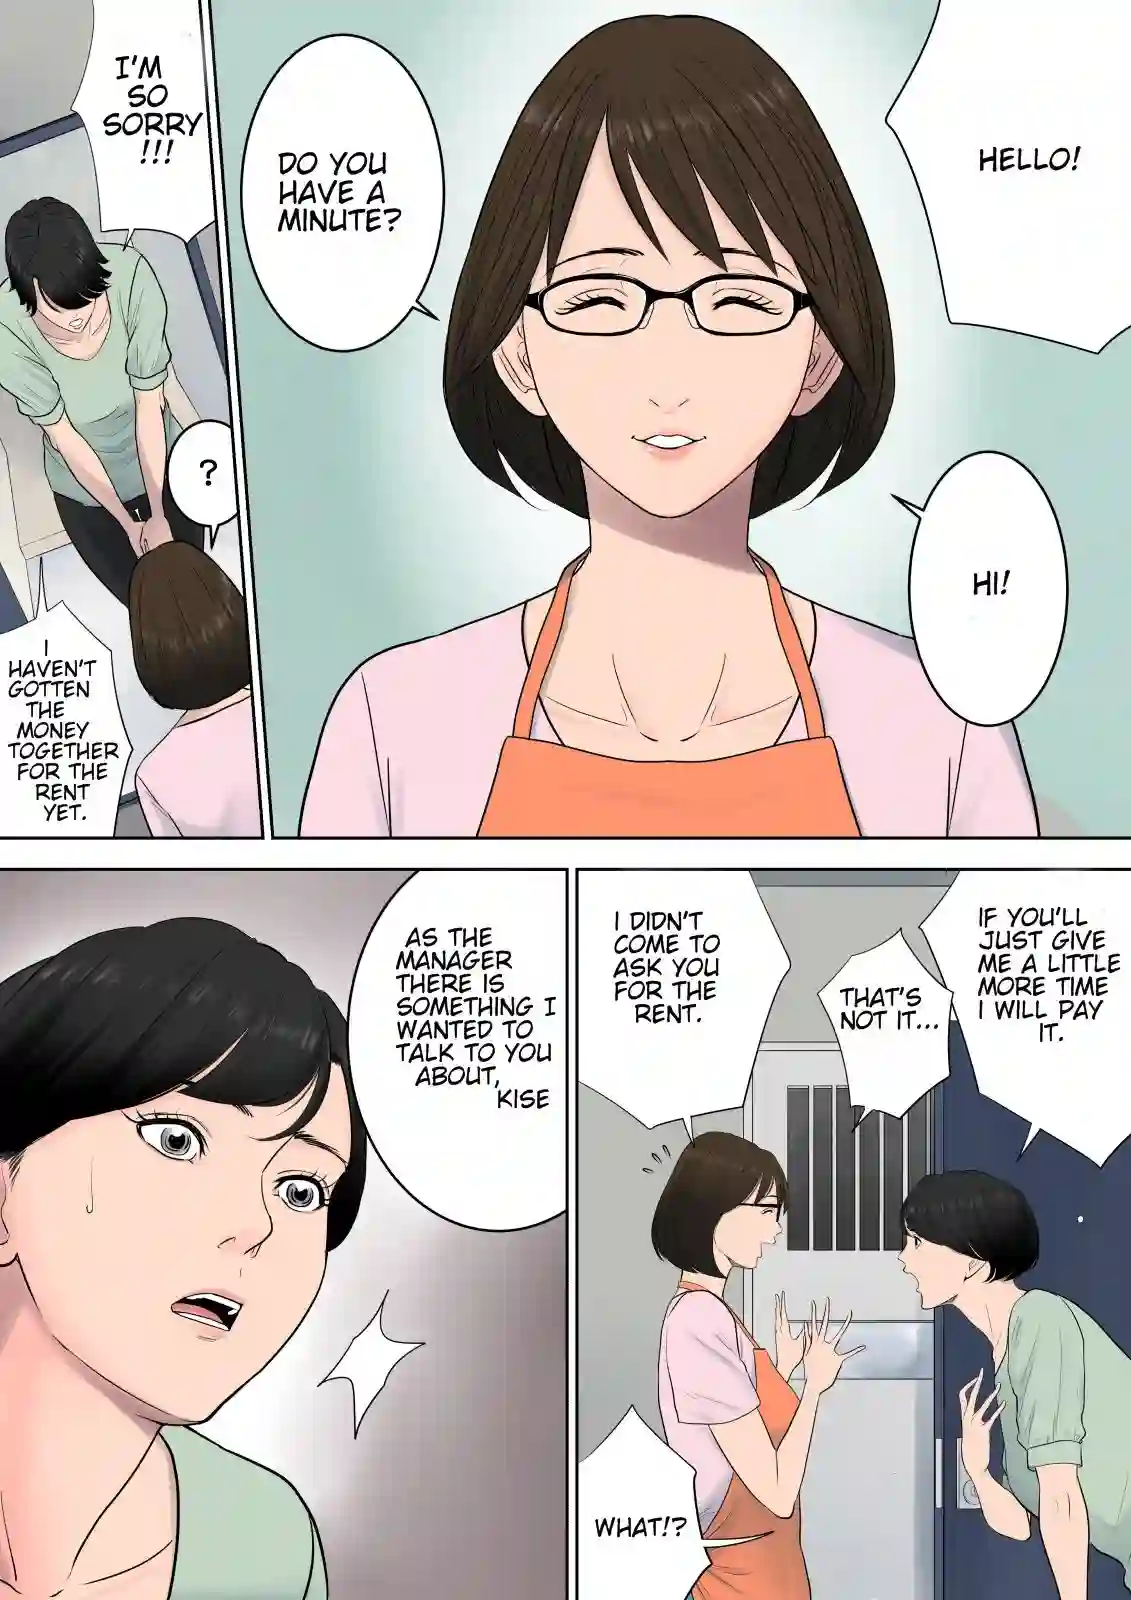 HELLO!
HI!
DO YOU
HAVE A
MINUTE?
I'M
SO
SORRY
!!!
?
I
HAVEN'T
GOTTEN
THE
MONEY
TOGETHER
FOR THE
RENT
YET.
IF YOU'LL
JUST GIVE
ME A LITTLE
MORE TIME
I WILL PAY
IT.
THAT'S
NOT IT...
I DIDN'T
COME TO
ASK YOU
FOR THE
RENT.
WHAT!?
AS THE
MANAGER
THERE IS
SOMETHING I
WANTED TO
TALK TO YOU
ABOUT,
KISE